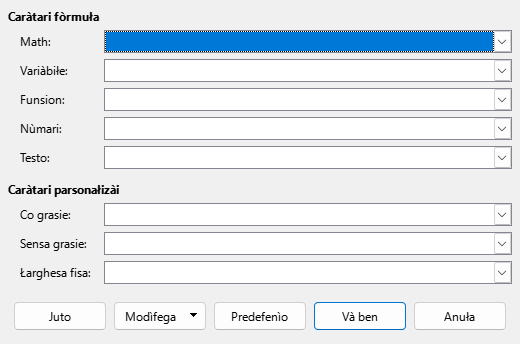 Caràtari fòrmuła
Math:
Variàbiłe:
Funsion:
Nùmari:
Testo:
Caràtari parsonałizài
Co grasie:
Sensa grasie:
Łarghesa fisa:
Juto
Modìfega
Predefenìo
Và ben
Anuła